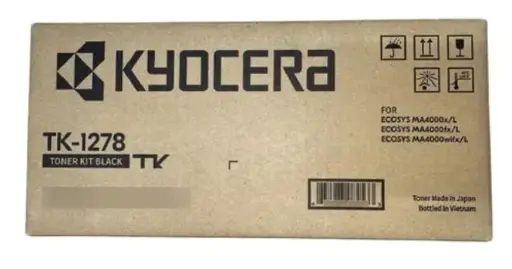 KYOCERA
TK-1278
TONER KIT BLACK TK
FOR
ECOSYS MA4000x/L
ECOSYS MA4000fx/L
ECOSYS MA4000wifx/L
Toner Made in Japan
Bottled in Vietnam